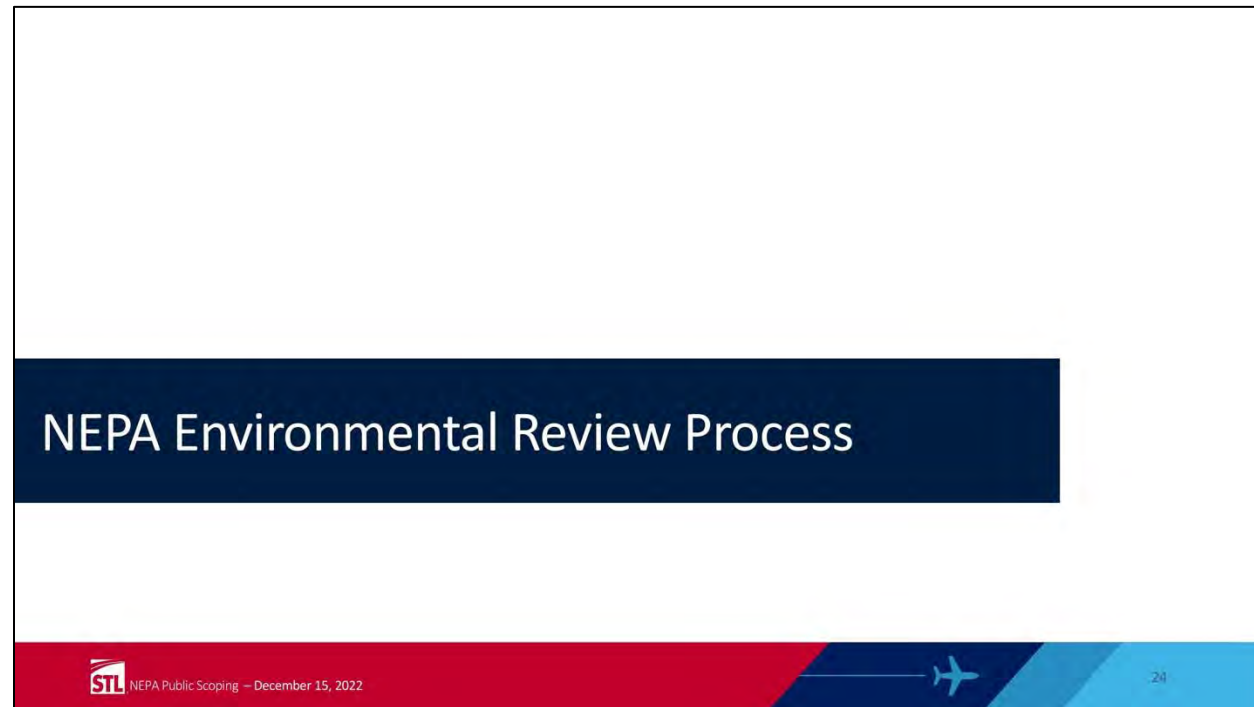 NEPA Environmental Review Process
STL NEPA Public Scoping – December 15, 2022
24